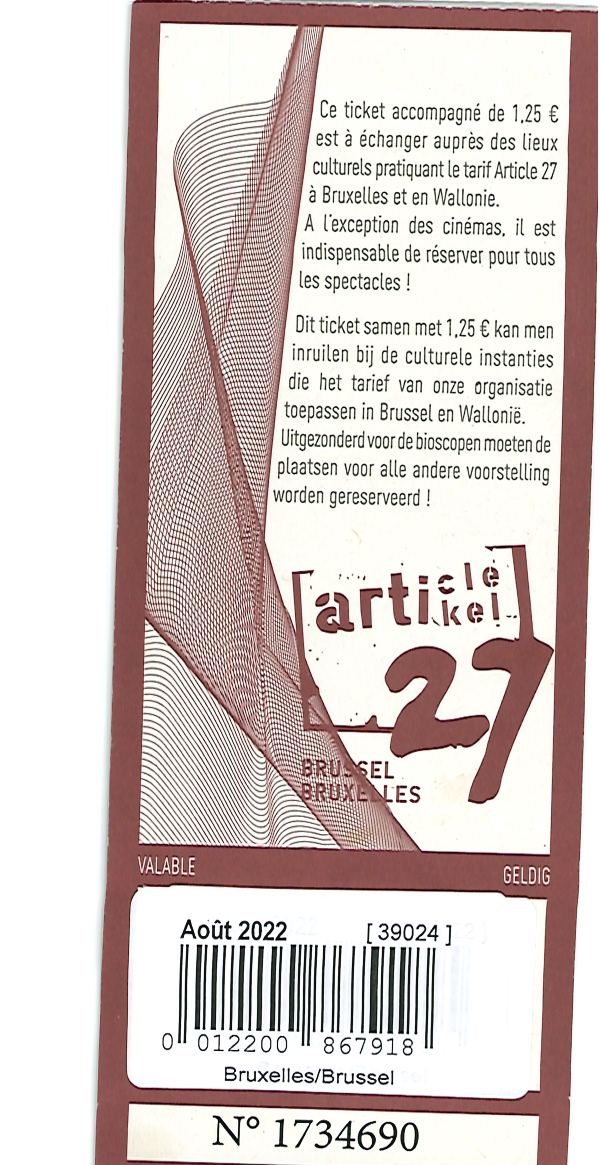 Ce ticket accompagné de 1,25 €
est à échanger auprès des lieux
culturels pratiquant le tarif Article 27
à Bruxelles et en Wallonie.
A l'exception des cinémas, il est
indispensable de réserver pour tous
les spectacles !
Dit ticket samen met 1,25 € kan men
inruilen bij de culturele instanties
die het tarief van onze organisatie
toepassen in Brussel en Wallonië.
Uitgezonderd voor de bioscopen moeten de
plaatsen voor alle andere voorstelling
worden gereserveerd !
[article
kel]
27
BRUSSEL
BRUXELLES
VALABLE GELDIG
Août 2022 [ 39024 ]
0 012200 867918
Bruxelles/Brussel
N° 1734690